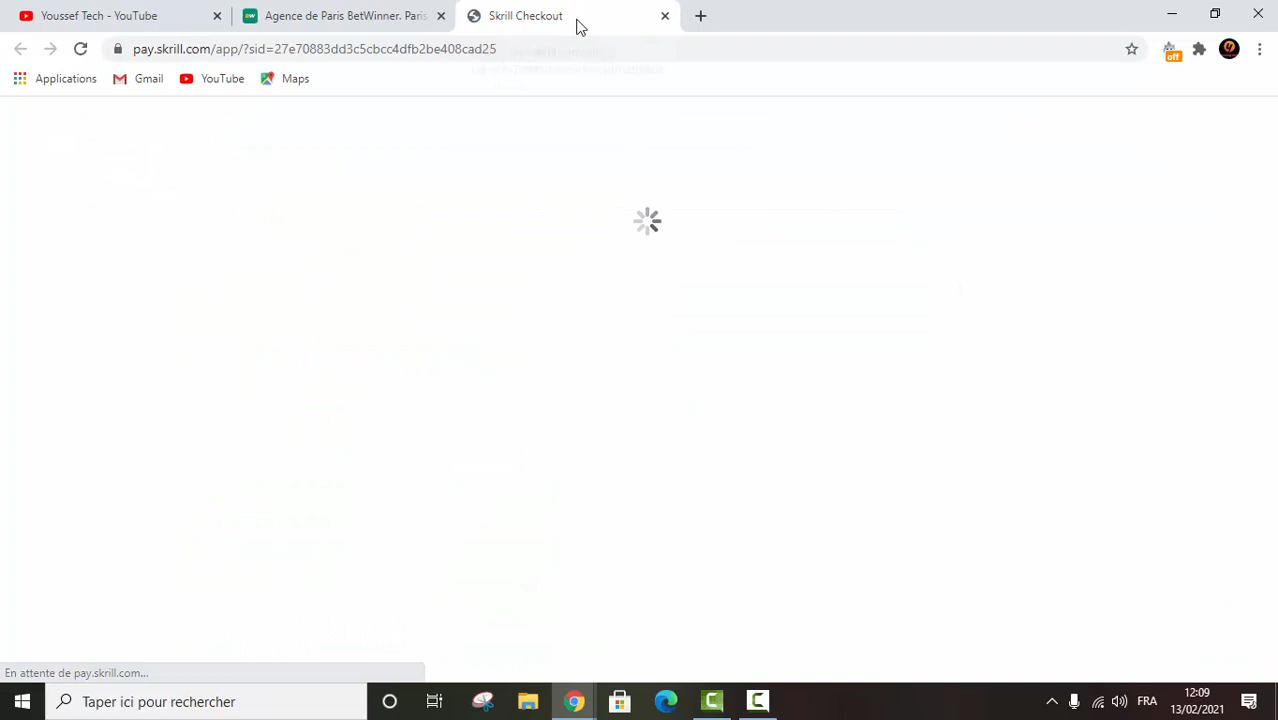 Youssef Tech - YouTube
Agence de Paris BetWinner. Paris
Skrill Checkout
pay.skrill.com/app/?sid=27e70883dd3c5cbcc4dfb2be408cad25
off
Applications
Gmail
YouTube
Maps
En attente de pay.skrill.com...
Taper ici pour rechercher
FRA
12:09
13/02/2021